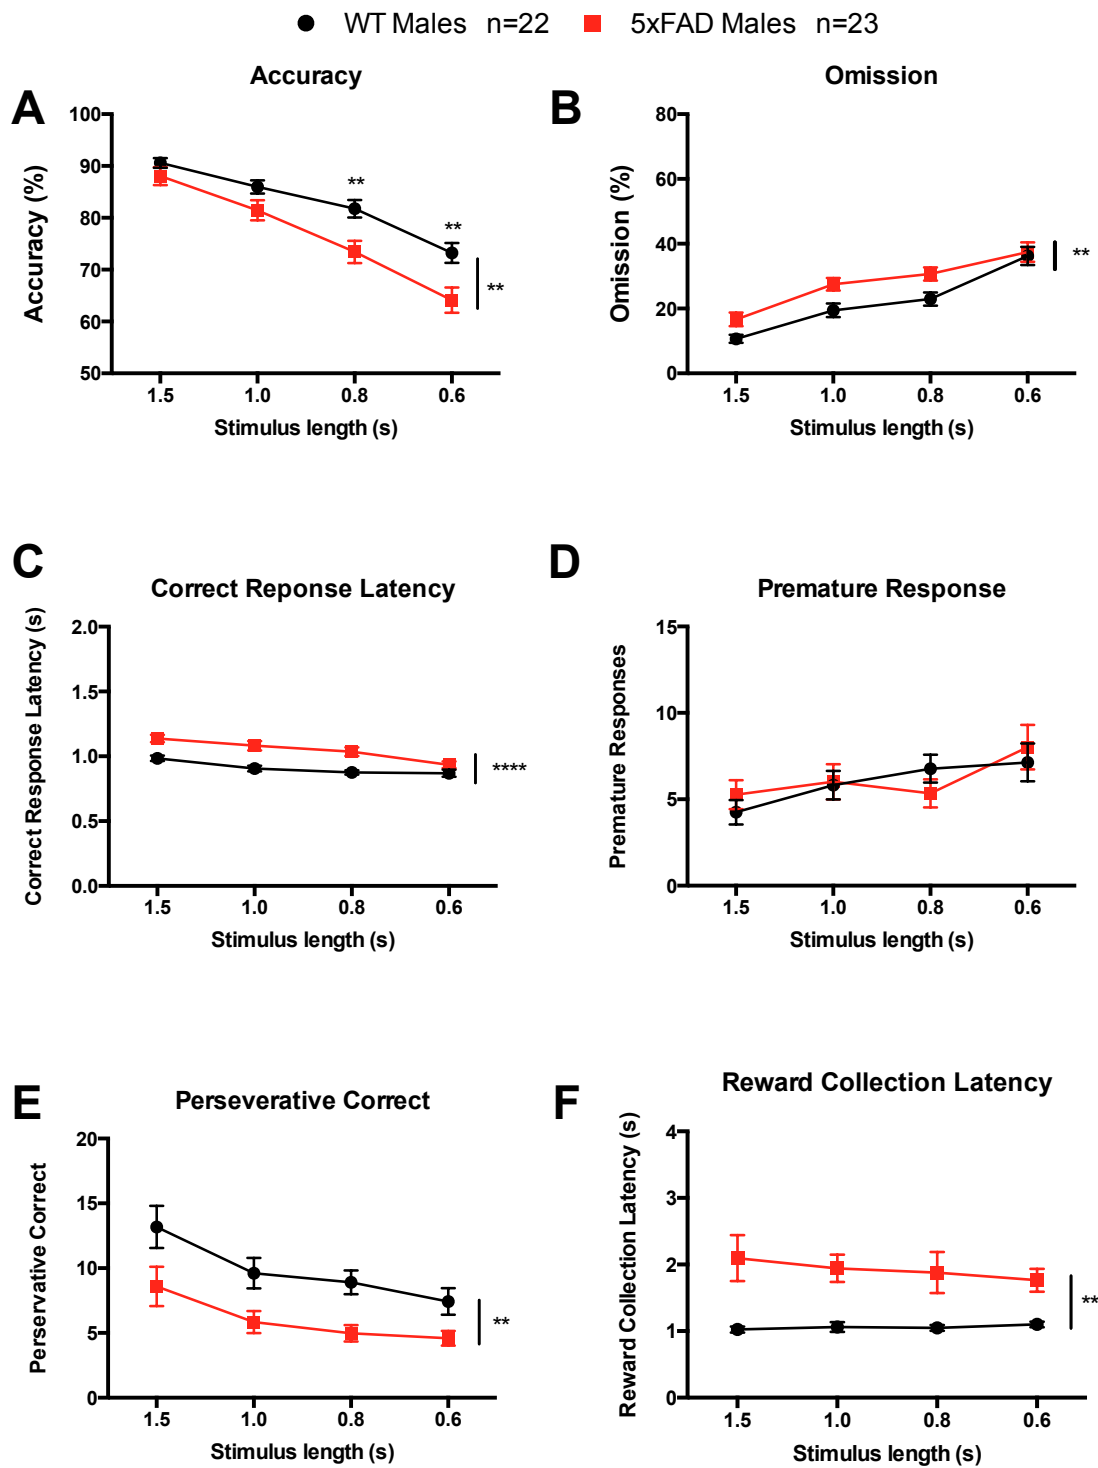 WT Males n=22 5xFAD Males n=23
A
Accuracy
Accuracy (%)
100
90
80
70
60
50
**
**
**
1.5 1.0 0.8 0.6
Stimulus length (s)
B
Omission
Omission (%)
80
60
40
20
0
**
1.5 1.0 0.8 0.6
Stimulus length (s)
C
Correct Reponse Latency
Correct Response Latency (s)
2.0
1.5
1.0
0.5
0.0
****
1.5 1.0 0.8 0.6
Stimulus length (s)
D
Premature Response
Premature Responses
15
10
5
0
1.5 1.0 0.8 0.6
Stimulus length (s)
E
Perseverative Correct
Perservative Correct
20
15
10
5
0
**
1.5 1.0 0.8 0.6
Stimulus length (s)
F
Reward Collection Latency
Reward Collection Latency (s)
4
3
2
1
0
**
1.5 1.0 0.8 0.6
Stimulus length (s)